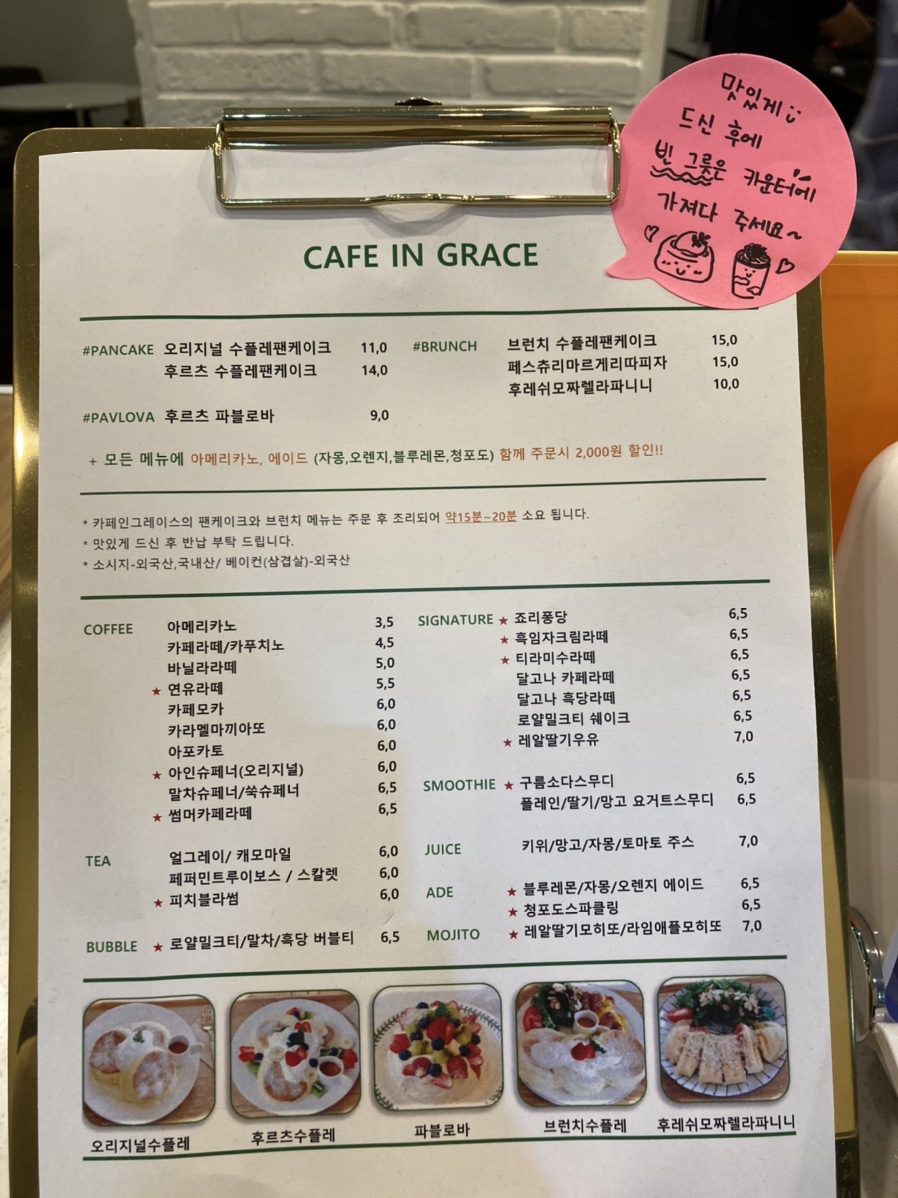 맛있게
드신 후에
빈 그릇은 카운터에
가져다 주세요~
CAFE IN GRACE
#PANCAKE 오리지널 수플레팬케이크 11,0
후르츠 수플레팬케이크 14,0
#BRUNCH 브런치 수플레팬케이크 15,0
페스츄리마르게리따피자 15,0
후레쉬모짜렐라파니니 10,0
#PAVLOVA 후르츠 파블로바 9,0
+ 모든 메뉴에 아메리카노, 에이드 (자몽,오렌지,블루레몬,청포도) 함께 주문시 2,000원 할인!!
* 카페인그레이스의 팬케이크와 브런치 메뉴는 주문 후 조리되어 약15분~20분 소요 됩니다.
* 맛있게 드신 후 반납 부탁 드립니다.
* 소시지-외국산,국내산/ 베이컨(삼겹살)-외국산
COFFEE 아메리카노 3,5
카페라떼/카푸치노 4,5
바닐라라떼 5,0
★ 연유라떼 5,5
카페모카 6,0
카라멜마끼아또 6,0
아포카토 6,0
★ 아인슈페너(오리지널) 6,0
말차슈페너/쑥슈페너 6,5
★ 썸머카페라떼 6,5
TEA 얼그레이/ 캐모마일 6,0
페퍼민트루이보스 / 스칼렛 6,0
★ 피치블라썸 6,0
BUBBLE ★ 로얄밀크티/말차/흑당 버블티 6,5
SIGNATURE ★ 죠리퐁당 6,5
★ 흑임자크림라떼 6,5
★ 티라미수라떼 6,5
달고나 카페라떼 6,5
달고나 흑당라떼 6,5
로얄밀크티 쉐이크 6,5
★ 레알딸기우유 7,0
SMOOTHIE ★ 구름소다스무디 6,5
플레인/딸기/망고 요거트스무디 6,5
JUICE 키위/망고/자몽/토마토 주스 7,0
ADE ★ 블루레몬/자몽/오렌지 에이드 6,5
★ 청포도스파클링 6,5
MOJITO ★ 레알딸기모히또/라임애플모히또 7,0
오리지널수플레
후르츠수플레
파블로바
브런치수플레
후레쉬모짜렐라파니니